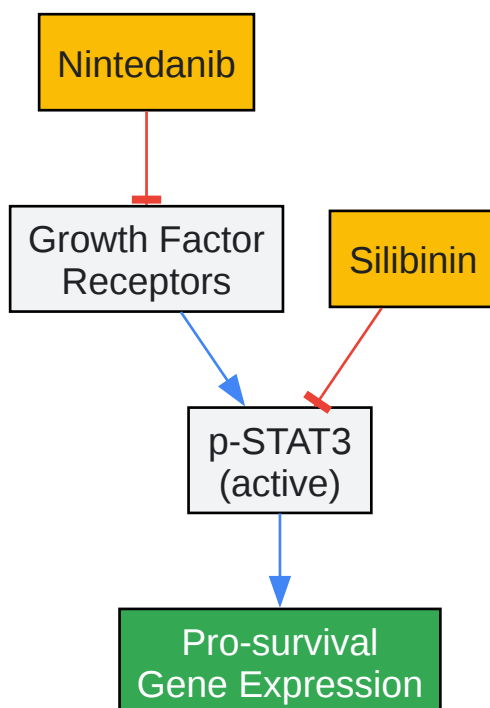 Nintedanib
Growth Factor
Receptors
Silibinin
p-STAT3
(active)
Pro-survival
Gene Expression